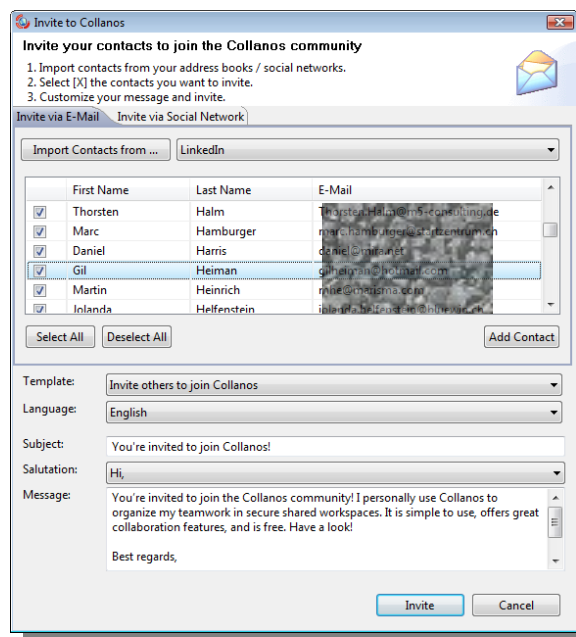 Invite to Collanos
Invite your contacts to join the Collanos community
1. Import contacts from your address books / social networks.
2. Select [X] the contacts you want to invite.
3. Customize your message and invite.
Invite via E-Mail Invite via Social Network
Import Contacts from ... LinkedIn
First Name Last Name E-Mail
Thorsten Halm
Marc Hamburger
Daniel Harris
Gil Heiman
Martin Heinrich
Iolanda Helfenstein
Select All Deselect All Add Contact
Template: Invite others to join Collanos
Language: English
Subject: You're invited to join Collanos!
Salutation: Hi,
Message: You're invited to join the Collanos community! I personally use Collanos to
organize my teamwork in secure shared workspaces. It is simple to use, offers great
collaboration features, and is free. Have a look!
Best regards,
Invite Cancel